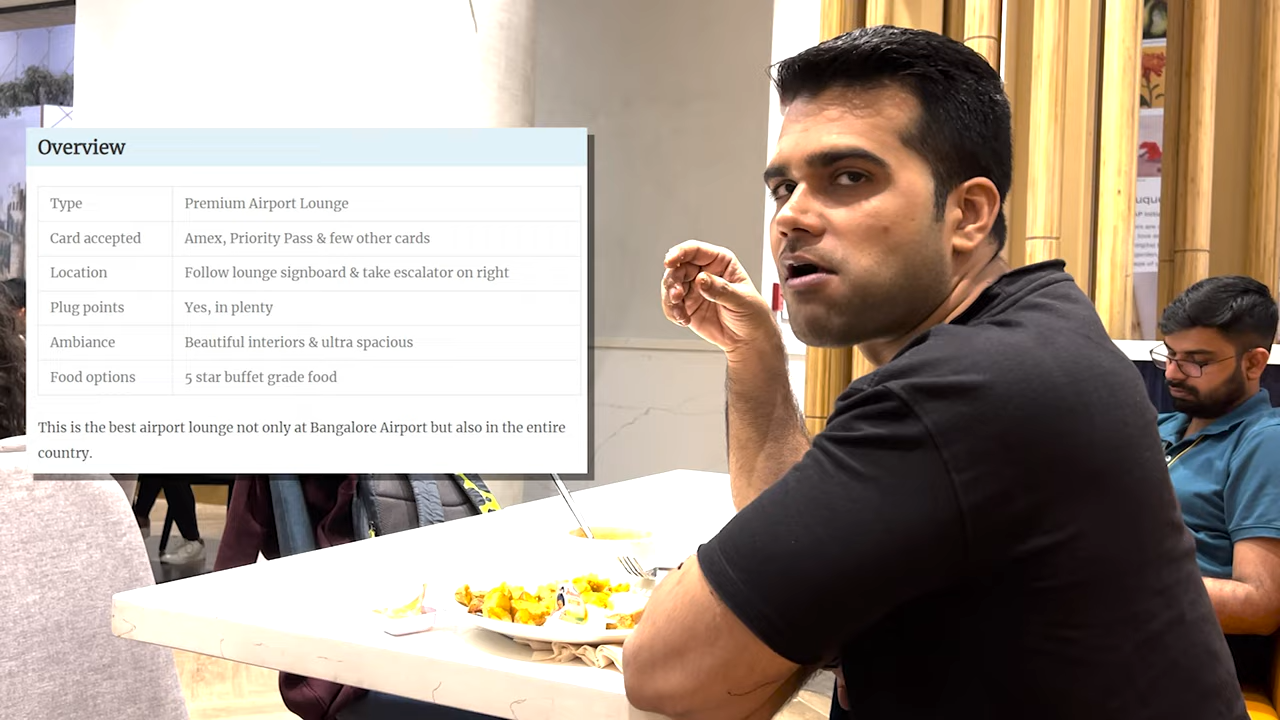 Overview
Type Premium Airport Lounge
Card accepted Amex, Priority Pass & few other cards
Location Follow lounge signboard & take escalator on right
Plug points Yes, in plenty
Ambiance Beautiful interiors & ultra spacious
Food options 5 star buffet grade food
This is the best airport lounge not only at Bangalore Airport but also in the entire
country.